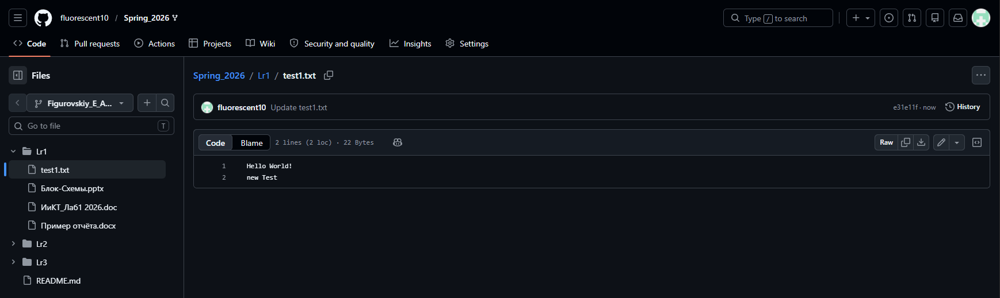 fluorescent10 / Spring_2026
Type / to search
Code Pull requests Actions Projects Wiki Security and quality Insights Settings
Files
Figurovskiy_E_A...
Go to file T
Lr1
test1.txt
Блок-Схемы.pptx
ИиКТ_Лаб1 2026.doc
Пример отчёта.docx
Lr2
Lr3
README.md
Spring_2026 / Lr1 / test1.txt
fluorescent10 Update test1.txt e31e11f · now History
Code Blame 2 lines (2 loc) · 22 Bytes Raw
1 Hello World!
2 new Test